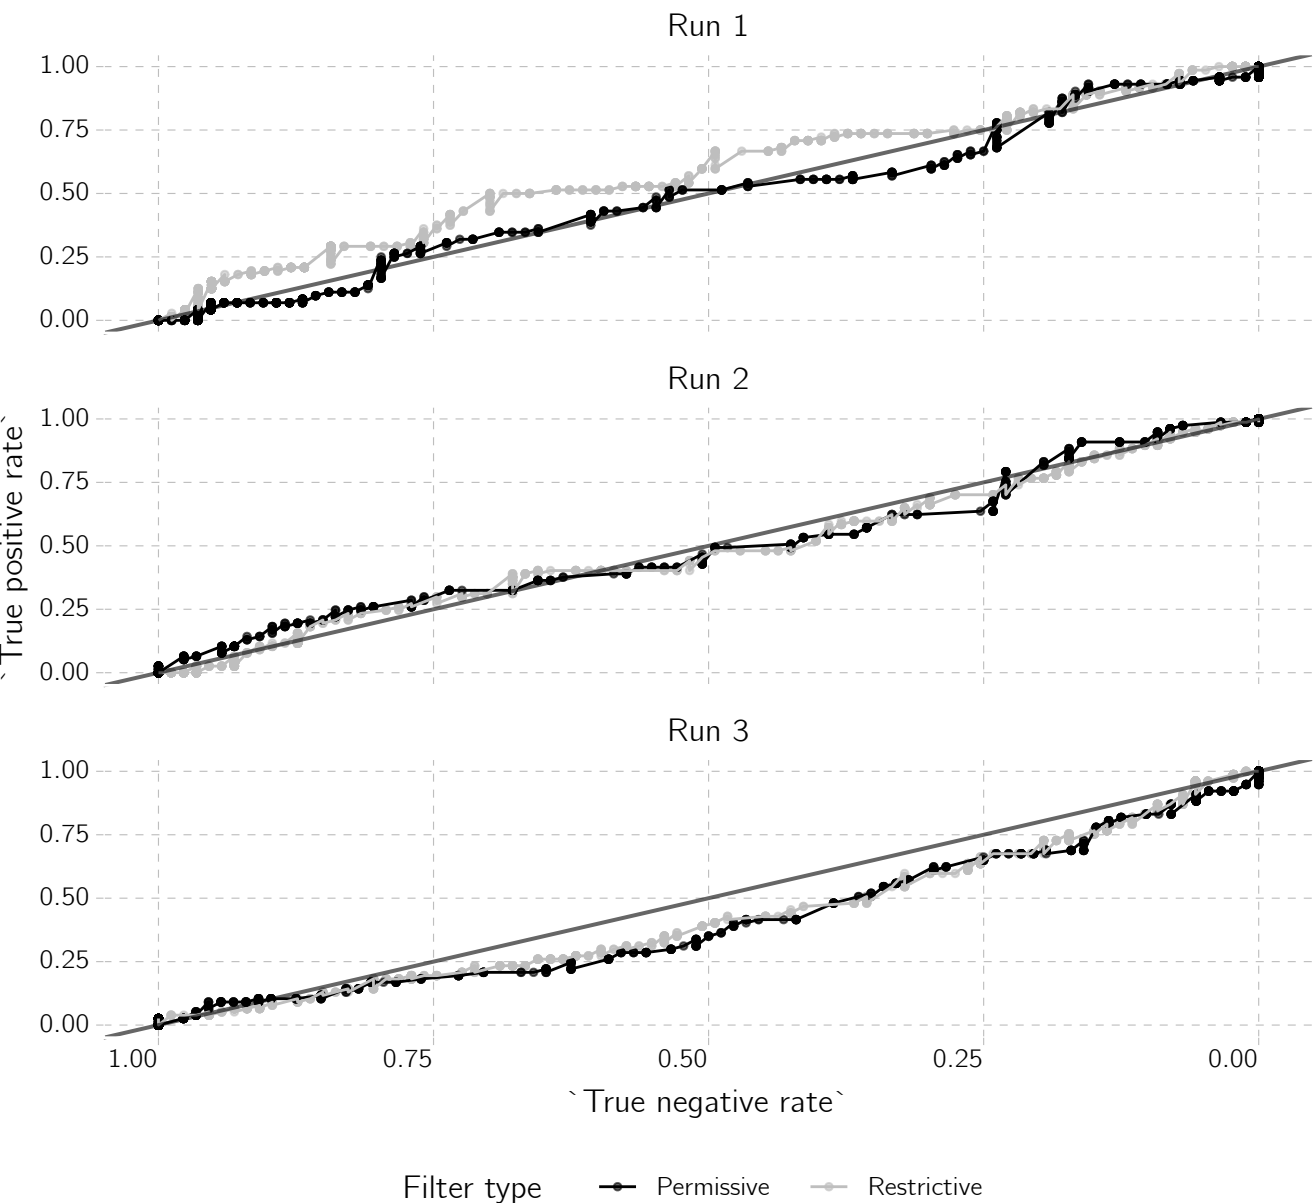 Run 1
1.00
0.75
0.50
0.25
0.00
Run 2
1.00
0.75
0.50
0.25
0.00
`True positive rate`
Run 3
1.00
0.75
0.50
0.25
0.00
1.00 0.75 0.50 0.25 0.00
`True negative rate`
Filter type Permissive Restrictive